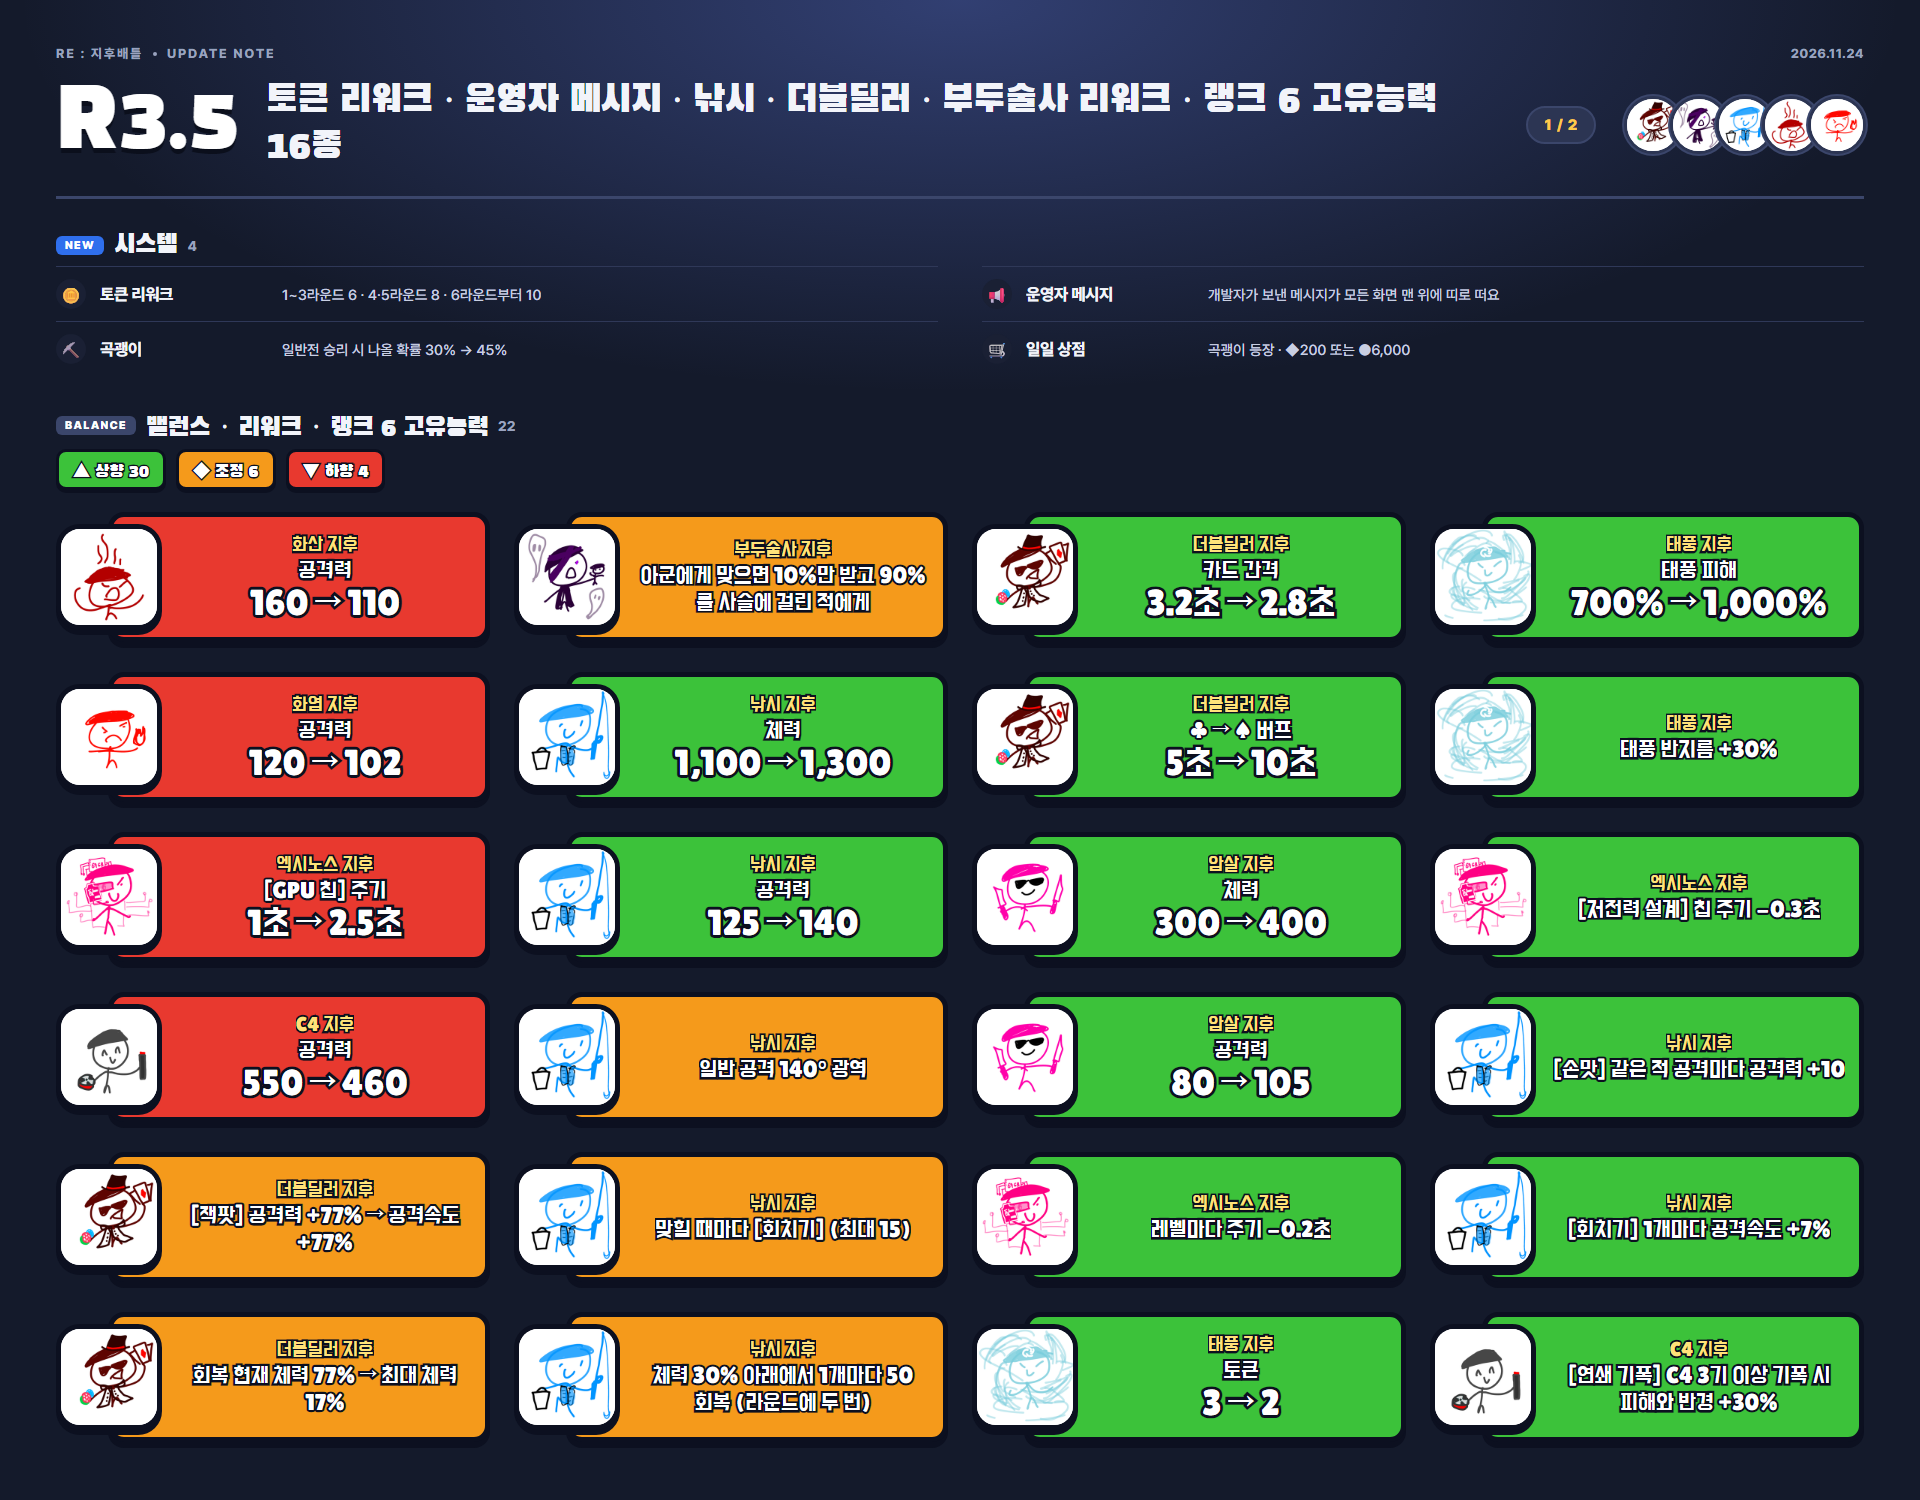 RE : 지후배틀 • UPDATE NOTE
2026.11.24
R3.5
토큰 리워크 · 운영자 메시지 · 낚시 · 더블딜러 · 부두술사 리워크 · 랭크 6 고유능력
16종
1 / 2
NEW 시스템 4
토큰 리워크 1~3라운드 6 · 4·5라운드 8 · 6라운드부터 10
운영자 메시지 개발자가 보낸 메시지가 모든 화면 맨 위에 띠로 떠요
곡괭이 일반전 승리 시 나올 확률 30% → 45%
일일 상점 곡괭이 등장 · ◆200 또는 ●6,000
BALANCE 밸런스 · 리워크 · 랭크 6 고유능력 22
▲ 상향 30
◆ 조정 6
▼ 하향 4
화산 지후
공격력
160 → 110
부두술사 지후
아군에게 맞으면 10%만 받고 90%
를 사슬에 걸린 적에게
더블딜러 지후
카드 간격
3.2초 → 2.8초
태풍 지후
태풍 피해
700% → 1,000%
화염 지후
공격력
120 → 102
낚시 지후
체력
1,100 → 1,300
더블딜러 지후
♣ → ♠ 버프
5초 → 10초
태풍 지후
태풍 반지름 +30%
엑시노스 지후
[GPU 칩] 주기
1초 → 2.5초
낚시 지후
공격력
125 → 140
암살 지후
체력
300 → 400
엑시노스 지후
[저전력 설계] 칩 주기 −0.3초
C4 지후
공격력
550 → 460
낚시 지후
일반 공격 140° 광역
암살 지후
공격력
80 → 105
낚시 지후
[손맛] 같은 적 공격마다 공격력 +10
더블딜러 지후
[잭팟] 공격력 +77% → 공격속도
+77%
낚시 지후
맞힐 때마다 [회치기] (최대 15)
엑시노스 지후
레벨마다 주기 −0.2초
낚시 지후
[회치기] 1개마다 공격속도 +7%
더블딜러 지후
회복 현재 체력 77% → 최대 체력
17%
낚시 지후
체력 30% 아래에서 1개마다 50
회복 (라운드에 두 번)
태풍 지후
토큰
3 → 2
C4 지후
[연쇄 기폭] C4 3기 이상 기폭 시
피해와 반경 +30%